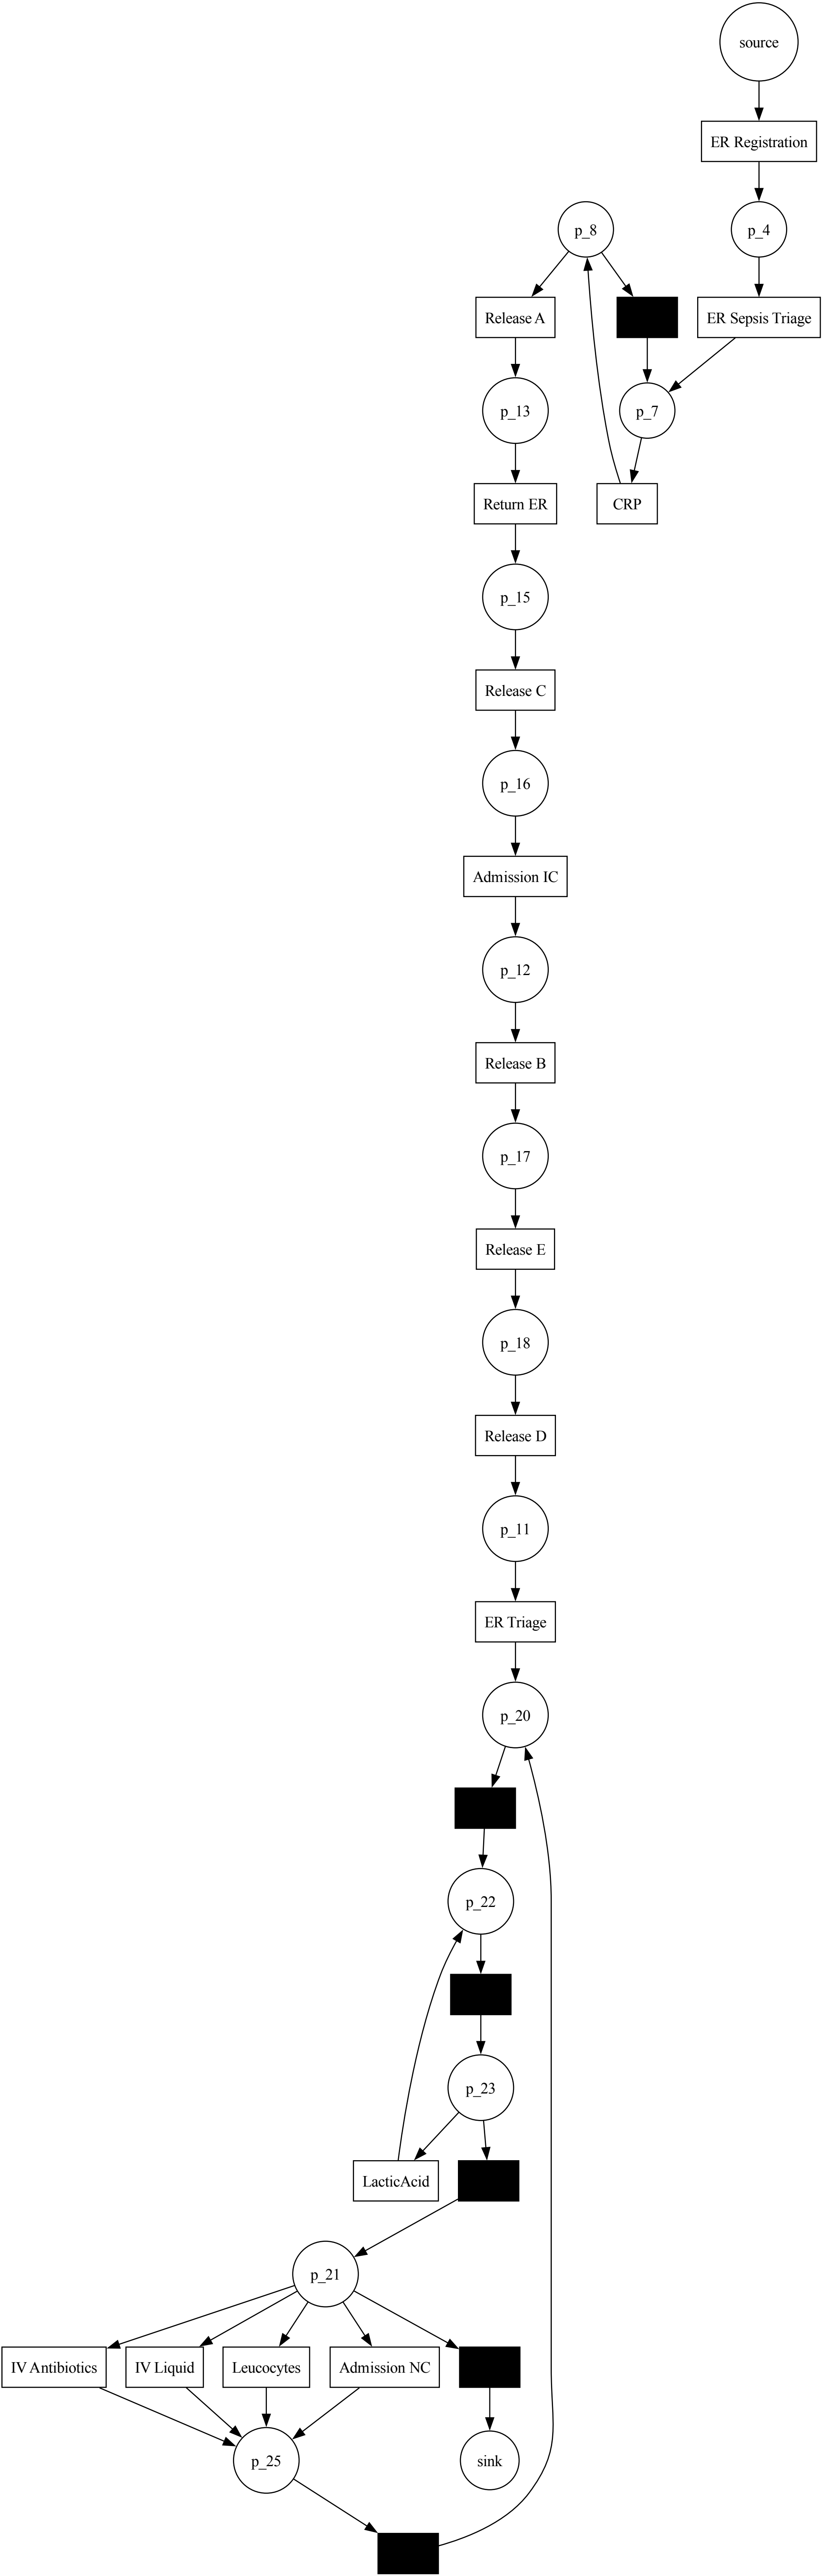 source
ER Registration
p_8
p_4
Release A
ER Sepsis Triage
p_13
p_7
Return ER
CRP
p_15
Release C
p_16
Admission IC
p_12
Release B
p_17
Release E
p_18
Release D
p_11
ER Triage
p_20
p_22
p_23
LacticAcid
p_21
IV Antibiotics
IV Liquid
Leucocytes
Admission NC
p_25
sink